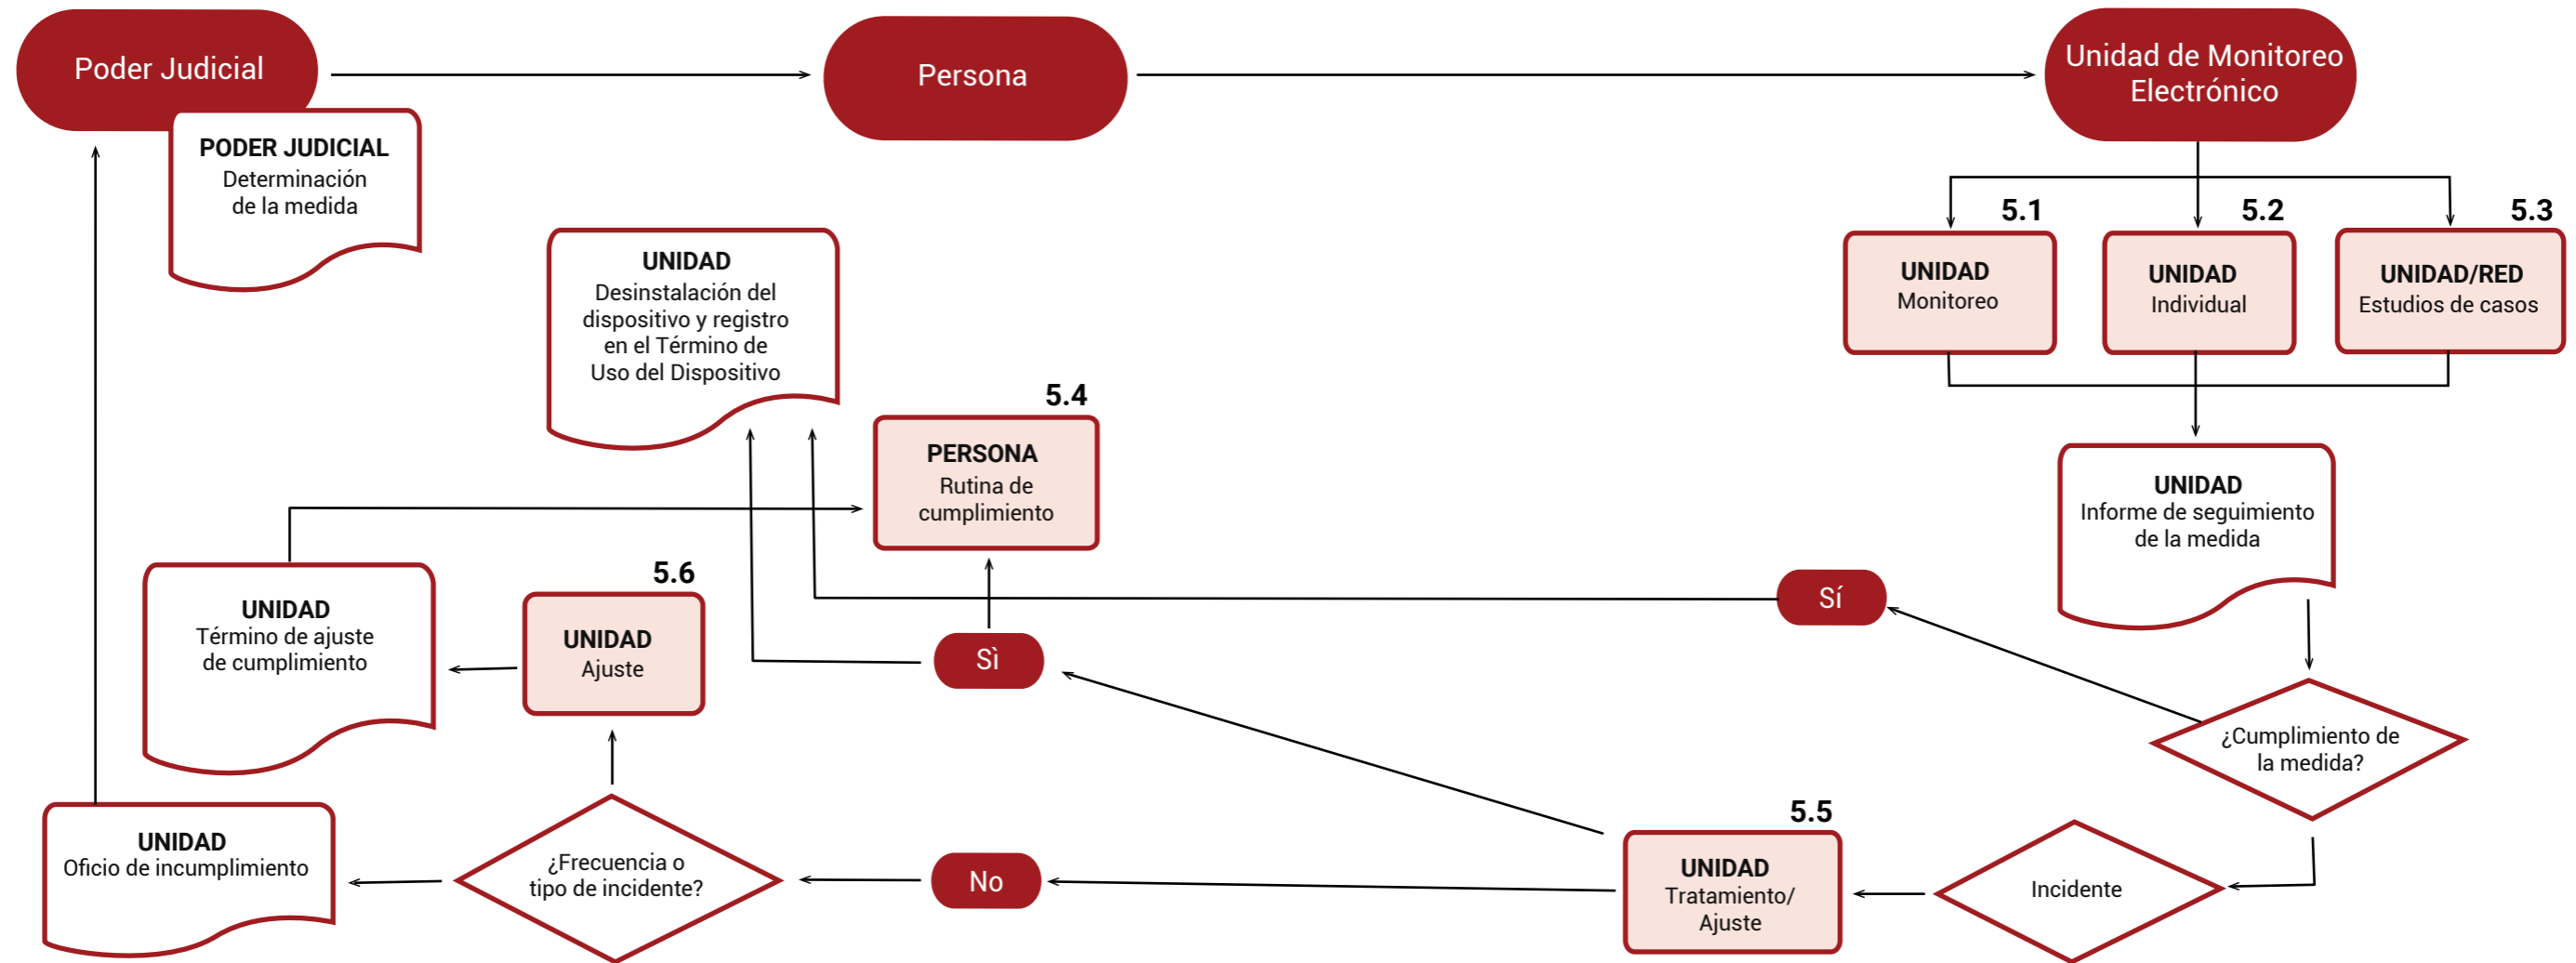 Poder Judicial
Persona
Unidad de Monitoreo
Electrónico
PODER JUDICIAL
Determinación
de la medida
5.1
UNIDAD
Monitoreo
5.2
UNIDAD
Individual
5.3
UNIDAD/RED
Estudios de casos
UNIDAD
Desinstalación del
dispositivo y registro
en el Término de
Uso del Dispositivo
5.4
PERSONA
Rutina de
cumplimiento
UNIDAD
Informe de seguimiento
de la medida
UNIDAD
Término de ajuste
de cumplimiento
5.6
UNIDAD
Ajuste
Sì
Sí
¿Cumplimiento de
la medida?
UNIDAD
Oficio de incumplimiento
¿Frecuencia o
tipo de incidente?
No
5.5
UNIDAD
Tratamiento/
Ajuste
Incidente